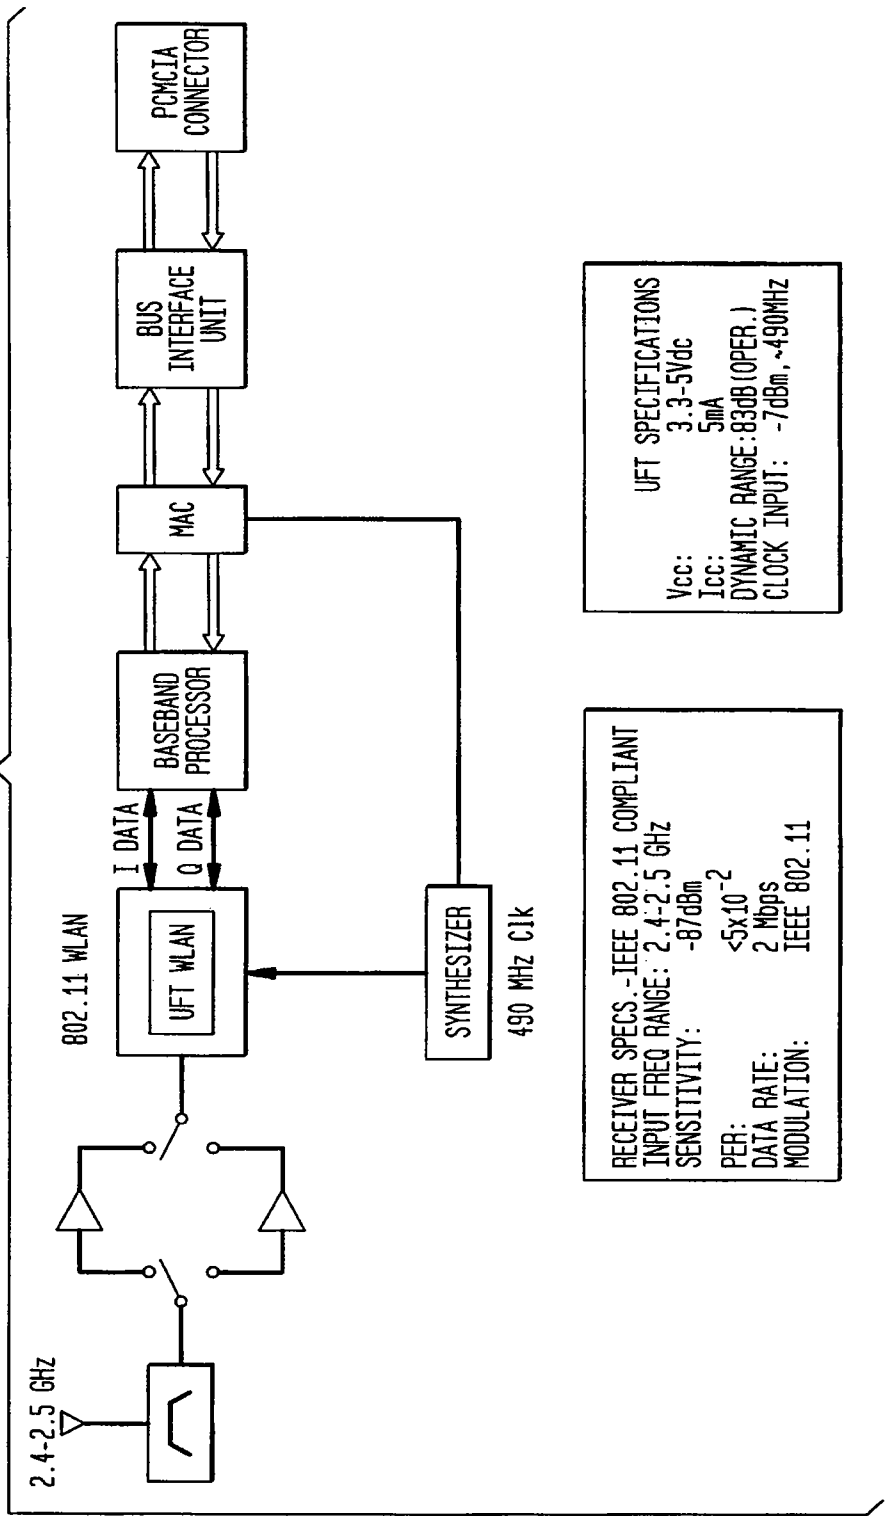 2.4-2.5 GHz
802.11 WLAN
UFT WLAN
I DATA
Q DATA
BASEBAND
PROCESSOR
MAC
BUS
INTERFACE
UNIT
PCMCIA
CONNECTOR
SYNTHESIZER
490 MHz Clk
RECEIVER SPECS.-IEEE 802.11 COMPLIANT
INPUT FREQ RANGE: 2.4-2.5 GHz
SENSITIVITY: -87dBm
PER: <5x10⁻²
DATA RATE: 2 Mbps
MODULATION: IEEE 802.11
UFT SPECIFICATIONS
Vcc: 3.3-5Vdc
Icc: 5mA
DYNAMIC RANGE:83dB(OPER.)
CLOCK INPUT: -7dBm,~490MHz